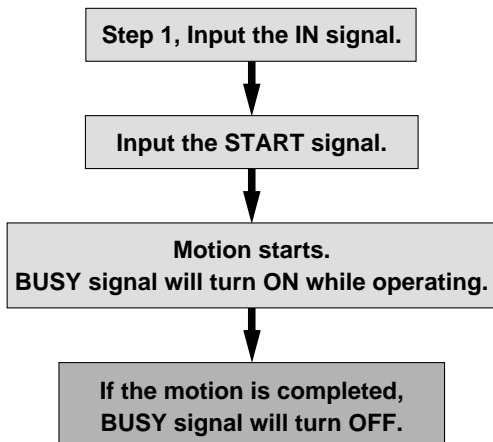 Step 1, Input the IN signal.
Input the START signal.
Motion starts.
BUSY signal will turn ON while operating.
If the motion is completed,
BUSY signal will turn OFF.